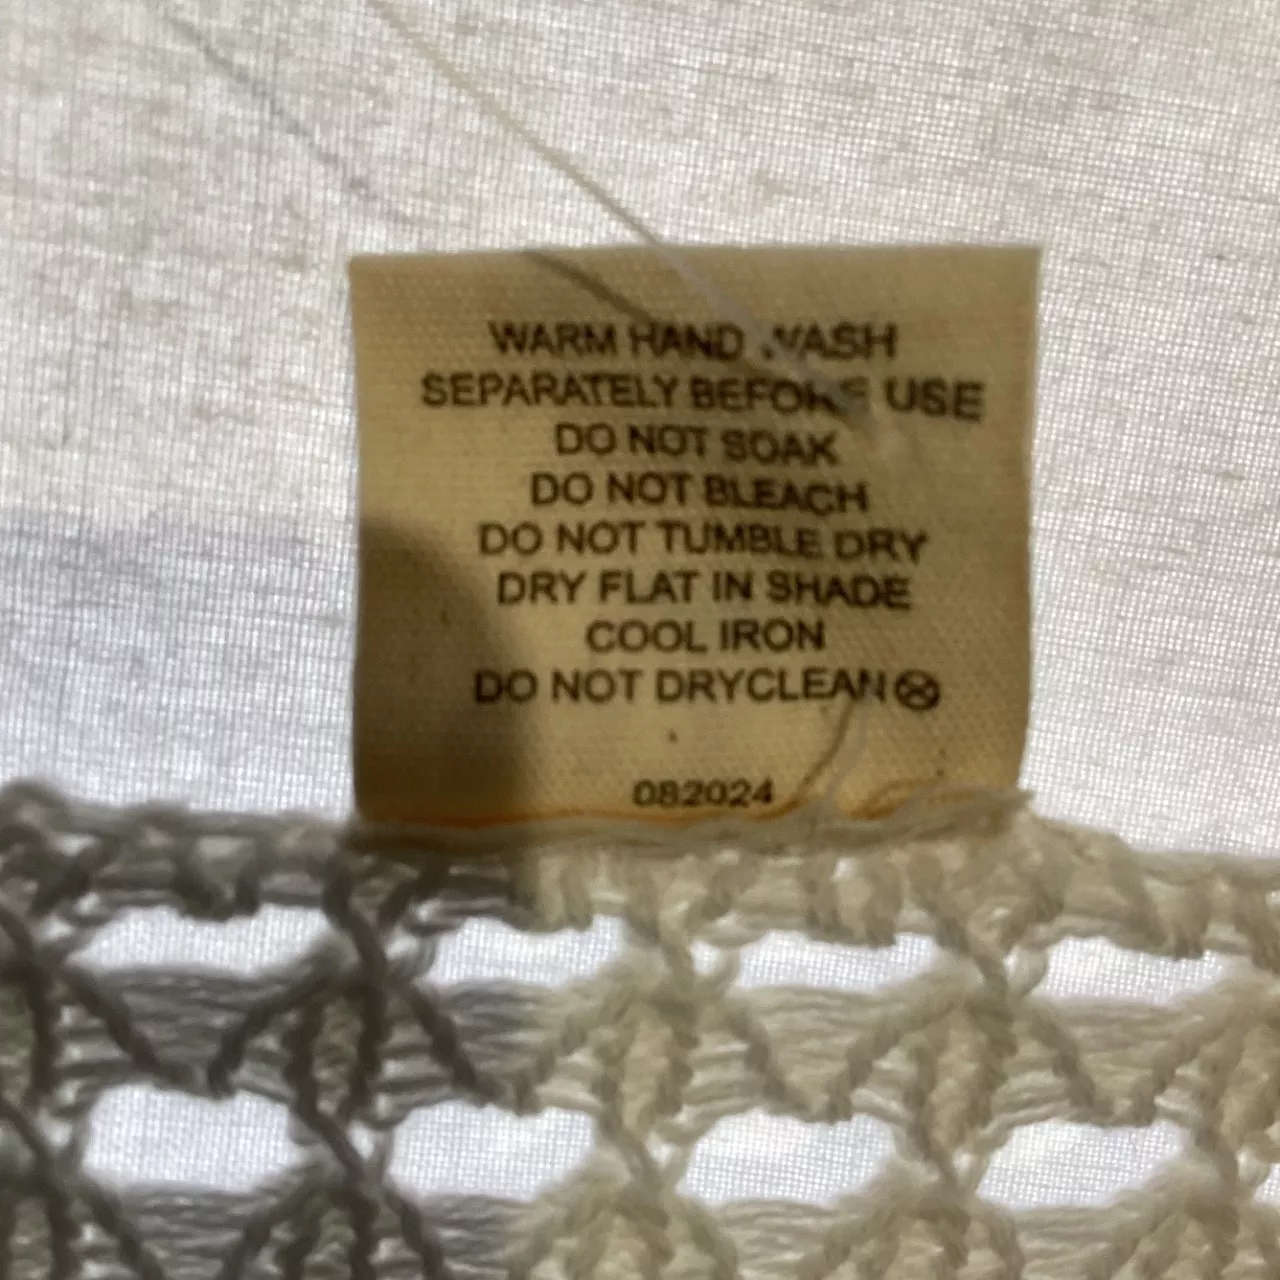 WARM HAND WASH
SEPARATELY BEFORE USE
DO NOT SOAK
DO NOT BLEACH
DO NOT TUMBLE DRY
DRY FLAT IN SHADE
COOL IRON
DO NOT DRYCLEAN
082024